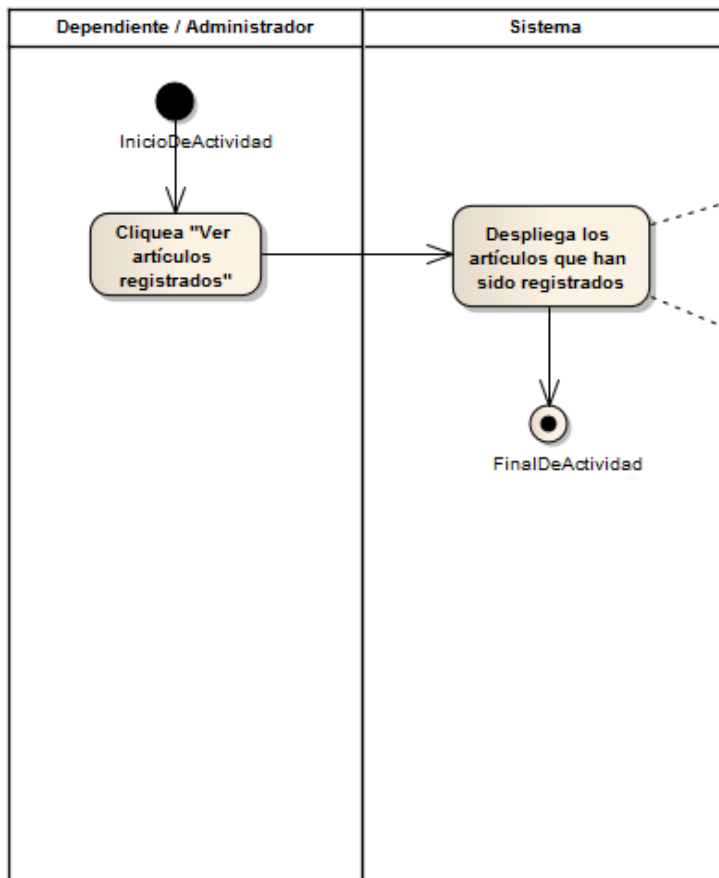 Dependiente / Administrador
Sistema
InicioDeActividad
Cliquea "Ver
artículos
registrados"
Despliega los
artículos que han
sido registrados
FinalDeActividad